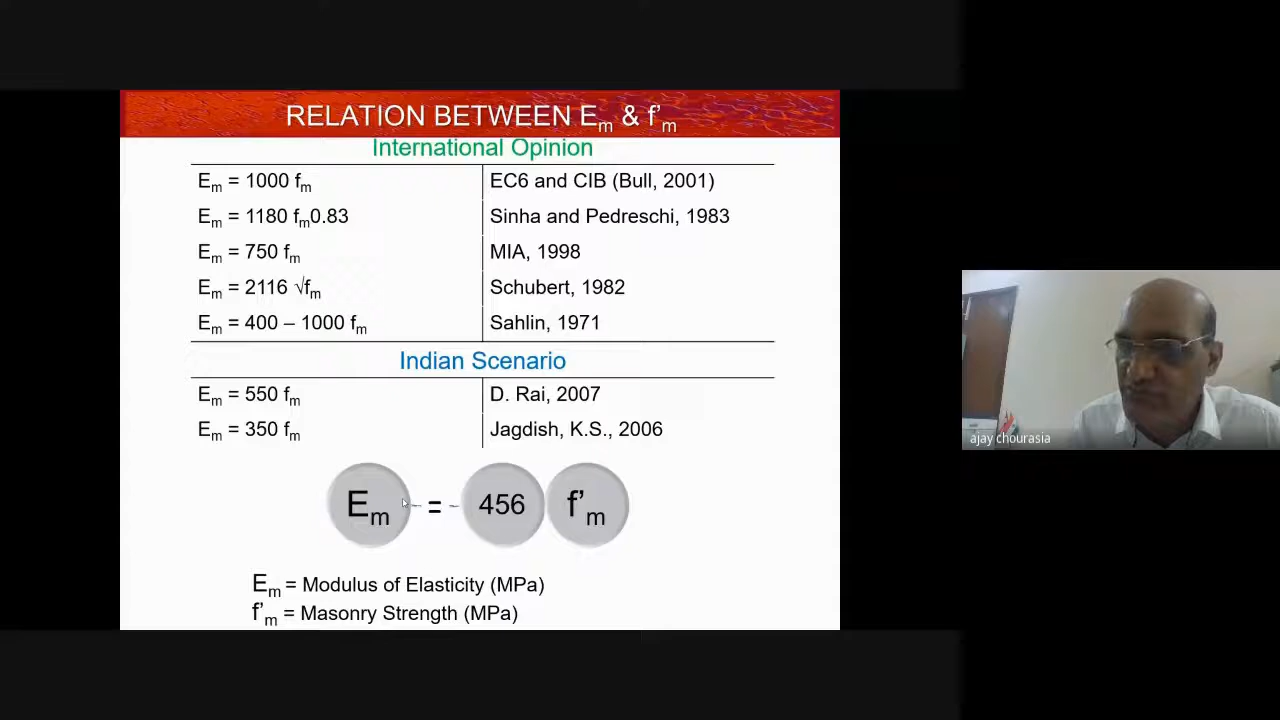 RELATION BETWEEN Em & f'm
International Opinion
Em = 1000 fm EC6 and CIB (Bull, 2001)
Em = 1180 fm0.83 Sinha and Pedreschi, 1983
Em = 750 fm MIA, 1998
Em = 2116 √fm Schubert, 1982
Em = 400 – 1000 fm Sahlin, 1971
Indian Scenario
Em = 550 fm D. Rai, 2007
Em = 350 fm Jagdish, K.S., 2006
Em = 456 f'm
Em = Modulus of Elasticity (MPa)
f'm = Masonry Strength (MPa)
ajay chourasia